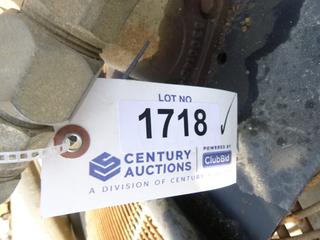 LOT NO.
1718
CENTURY
AUCTIONS
POWERED BY
ClubBid
A DIVISION OF CENTURY